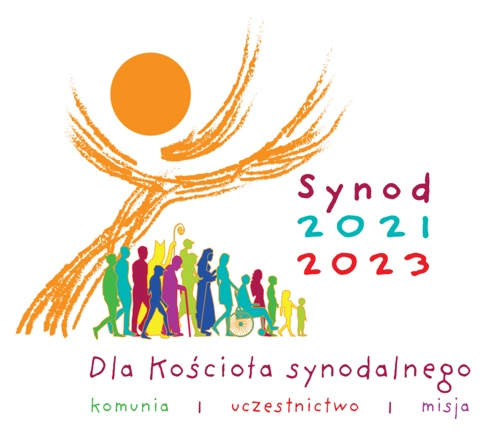 Synod
2021
2023
Dla Kościoła synodalnego
komunia | uczestnictwo | misja